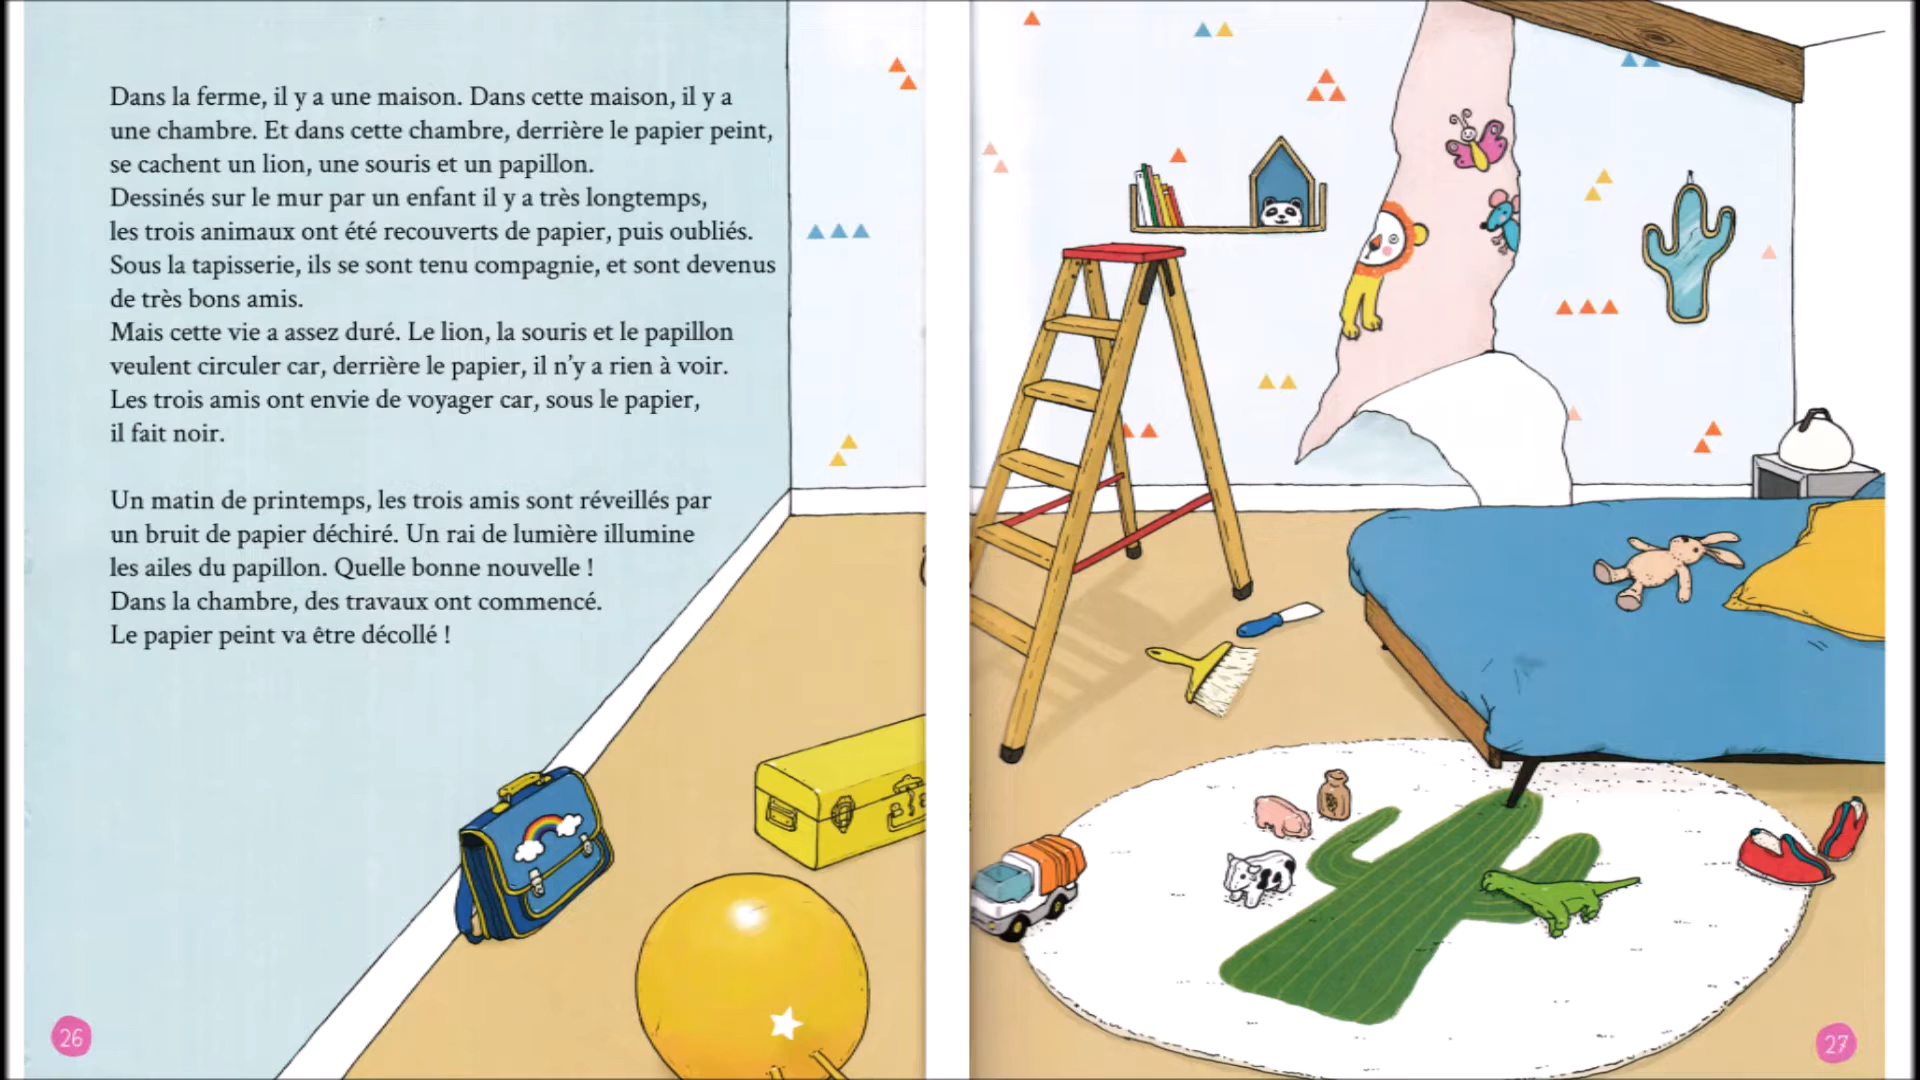 Dans la ferme, il y a une maison. Dans cette maison, il y a
une chambre. Et dans cette chambre, derrière le papier peint,
se cachent un lion, une souris et un papillon.
Dessinés sur le mur par un enfant il y a très longtemps,
les trois animaux ont été recouverts de papier, puis oubliés.
Sous la tapisserie, ils se sont tenu compagnie, et sont devenus
de très bons amis.
Mais cette vie a assez duré. Le lion, la souris et le papillon
veulent circuler car, derrière le papier, il n'y a rien à voir.
Les trois amis ont envie de voyager car, sous le papier,
il fait noir.
Un matin de printemps, les trois amis sont réveillés par
un bruit de papier déchiré. Un rai de lumière illumine
les ailes du papillon. Quelle bonne nouvelle !
Dans la chambre, des travaux ont commencé.
Le papier peint va être décollé !
26
27